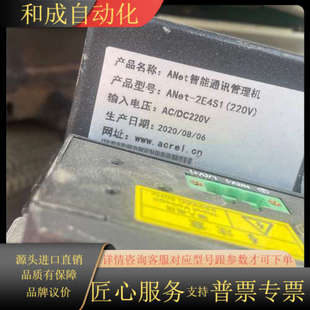 和成自动化
产品名称: ANet智能通讯管理机
产品型号: ANet-2E4S1(220V)
输入电压: AC/DC220V
生产日期: 2020/08/06
网址: www.acrel.cn
源头进口直销
品质有保障
品牌议价
详情咨询客服对应型号跟参数才可下单
匠心服务 支持 普票专票